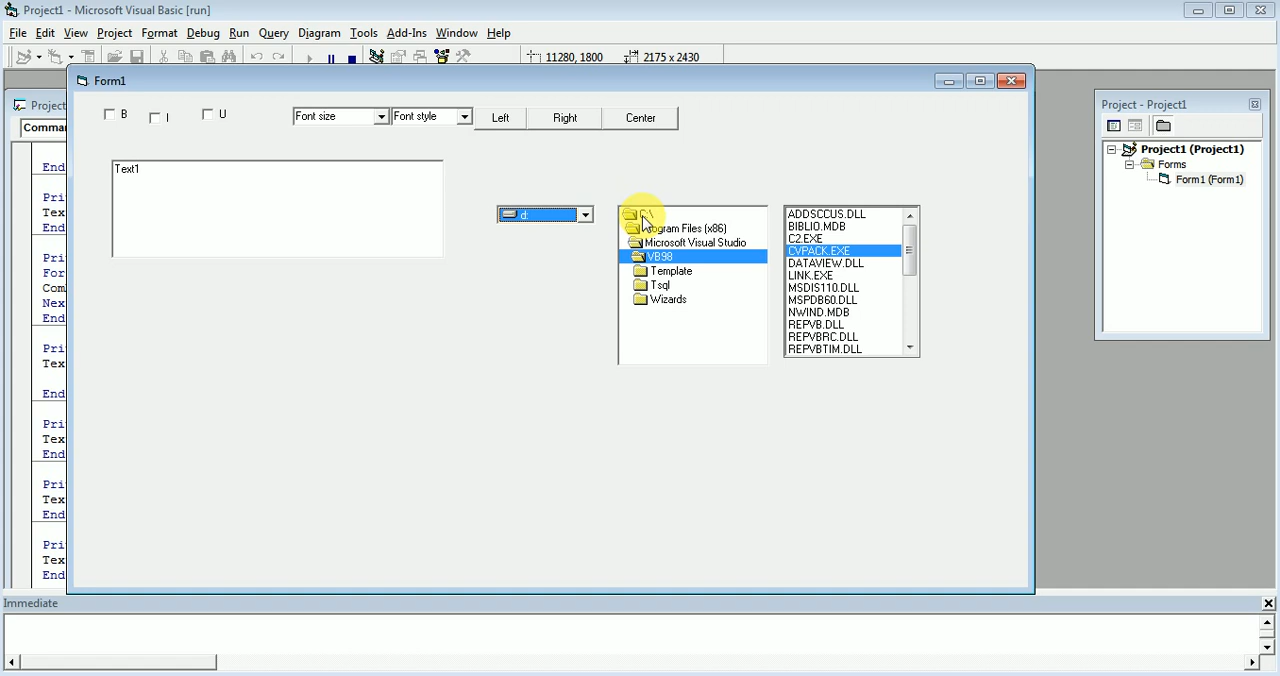 Project1 - Microsoft Visual Basic [run]
File Edit View Project Format Debug Run Query Diagram Tools Add-Ins Window Help
11280, 1800 2175 x 2430
Form1
Project
Comma
B I U Font size Font style Left Right Center
Text1
d:
C:\
Program Files (x86)
Microsoft Visual Studio
VB98
Template
Tsql
Wizards
ADDSCCUS.DLL
BIBLIO.MDB
C2.EXE
CVPACK.EXE
DATAVIEW.DLL
LINK.EXE
MSDIS110.DLL
MSPDB60.DLL
NWIND.MDB
REPVB.DLL
REPVBRC.DLL
REPVBTIM.DLL
Project - Project1
Project1 (Project1)
Forms
Form1 (Form1)
End
Pri
Tex
End
Pri
For
Com
Nex
End
Pri
Tex
End
Pri
Tex
End
Pri
Tex
End
Pri
Tex
End
Immediate